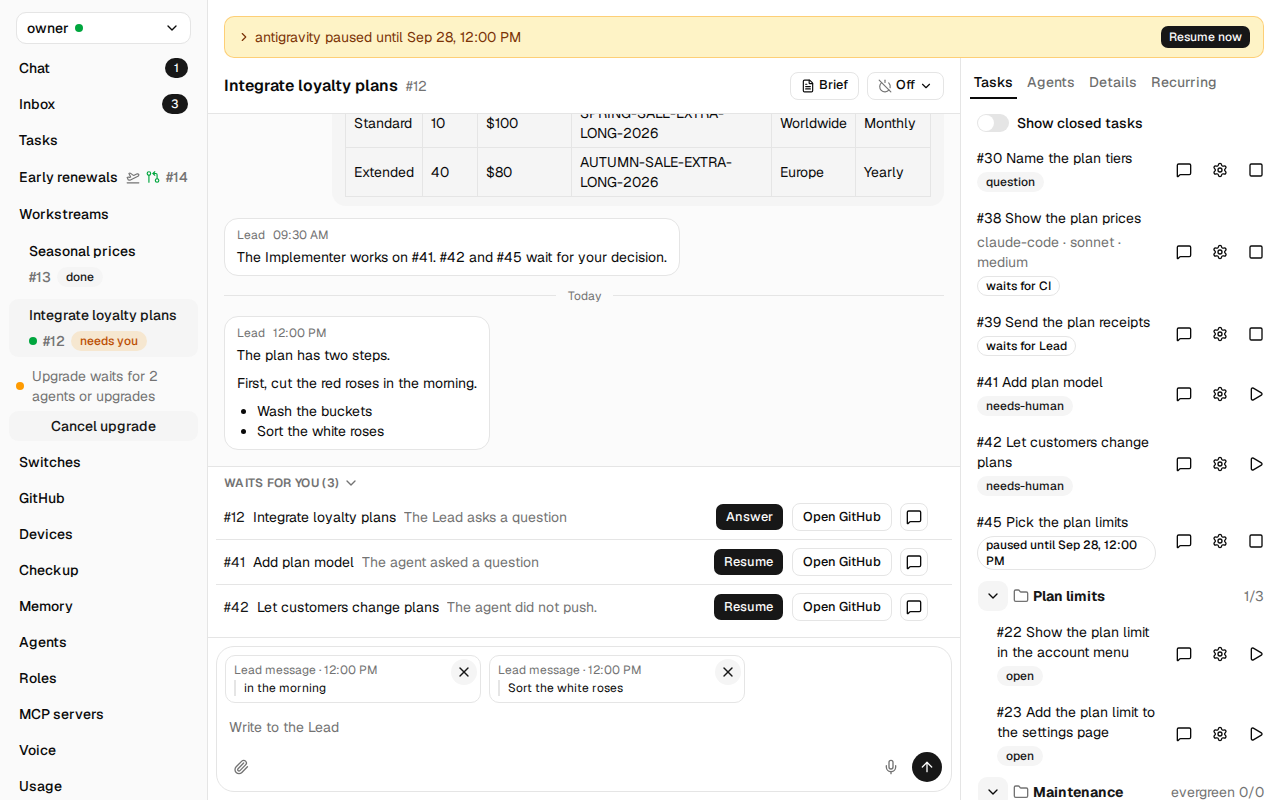 owner
Chat 1
Inbox 3
Tasks
Early renewals #14
Workstreams
Seasonal prices
#13 done
Integrate loyalty plans
#12 needs you
Upgrade waits for 2
agents or upgrades
Cancel upgrade
Switches
GitHub
Devices
Checkup
Memory
Agents
Roles
MCP servers
Voice
Usage
antigravity paused until Sep 28, 12:00 PM
Resume now
Integrate loyalty plans #12
Brief
Off
Standard 10 $100 SPRING-SALE-EXTRA-
LONG-2026 Worldwide Monthly
Extended 40 $80 AUTUMN-SALE-EXTRA-
LONG-2026 Europe Yearly
Lead 09:30 AM
The Implementer works on #41. #42 and #45 wait for your decision.
Today
Lead 12:00 PM
The plan has two steps.
First, cut the red roses in the morning.
• Wash the buckets
• Sort the white roses
WAITS FOR YOU (3)
#12 Integrate loyalty plans The Lead asks a question Answer Open GitHub
#41 Add plan model The agent asked a question Resume Open GitHub
#42 Let customers change plans The agent did not push. Resume Open GitHub
Lead message · 12:00 PM
in the morning
Lead message · 12:00 PM
Sort the white roses
Write to the Lead
Tasks Agents Details Recurring
Show closed tasks
#30 Name the plan tiers
question
#38 Show the plan prices
claude-code · sonnet ·
medium
waits for CI
#39 Send the plan receipts
waits for Lead
#41 Add plan model
needs-human
#42 Let customers change
plans
needs-human
#45 Pick the plan limits
paused until Sep 28, 12:00
PM
Plan limits 1/3
#22 Show the plan limit
in the account menu
open
#23 Add the plan limit to
the settings page
open
Maintenance evergreen 0/0